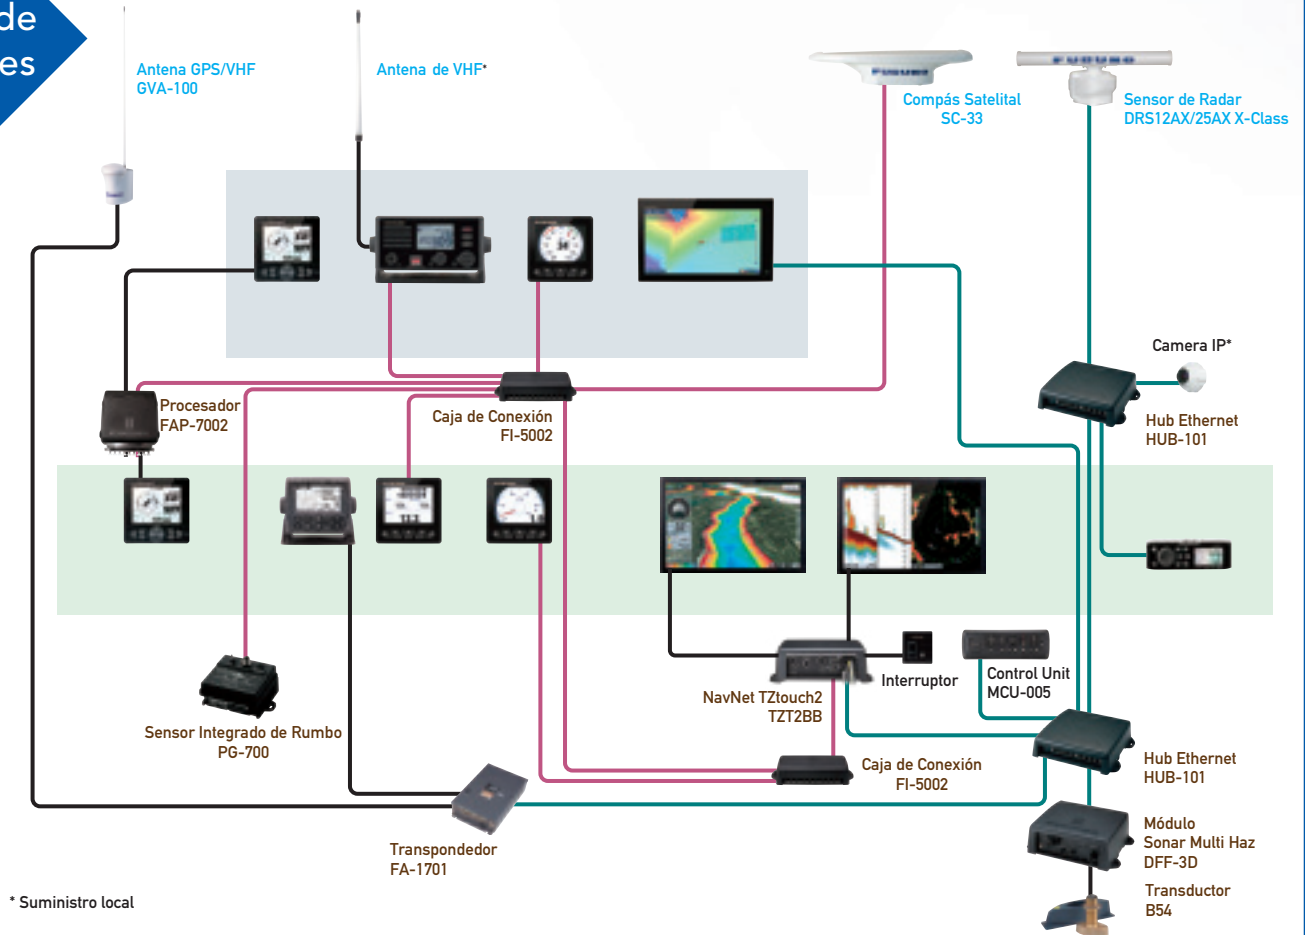 de
es
Antena GPS/VHF
GVA-100
Antena de VHF*
FURUNO
Compás Satelital
SC-33
FURUNO
Sensor de Radar
DRS12AX/25AX X-Class
Camera IP*
Procesador
FAP-7002
Caja de Conexión
FI-5002
Hub Ethernet
HUB-101
Interruptor
Control Unit
MCU-005
NavNet TZtouch2
TZT2BB
Sensor Integrado de Rumbo
PG-700
Caja de Conexión
FI-5002
Hub Ethernet
HUB-101
Transpondedor
FA-1701
Módulo
Sonar Multi Haz
DFF-3D
Transductor
B54
* Suministro local